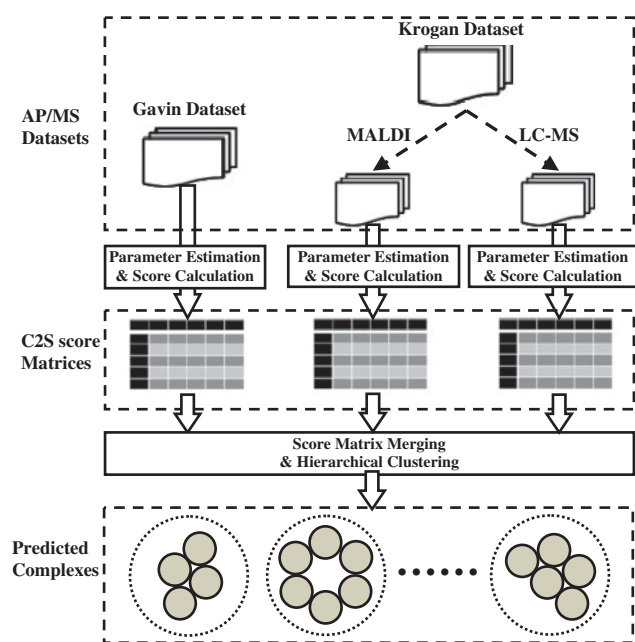 Krogan Dataset
AP/MS
Datasets
Gavin Dataset
MALDI
LC-MS
Parameter Estimation
& Score Calculation
Parameter Estimation
& Score Calculation
Parameter Estimation
& Score Calculation
C2S score
Matrices
Score Matrix Merging
& Hierarchical Clustering
Predicted
Complexes